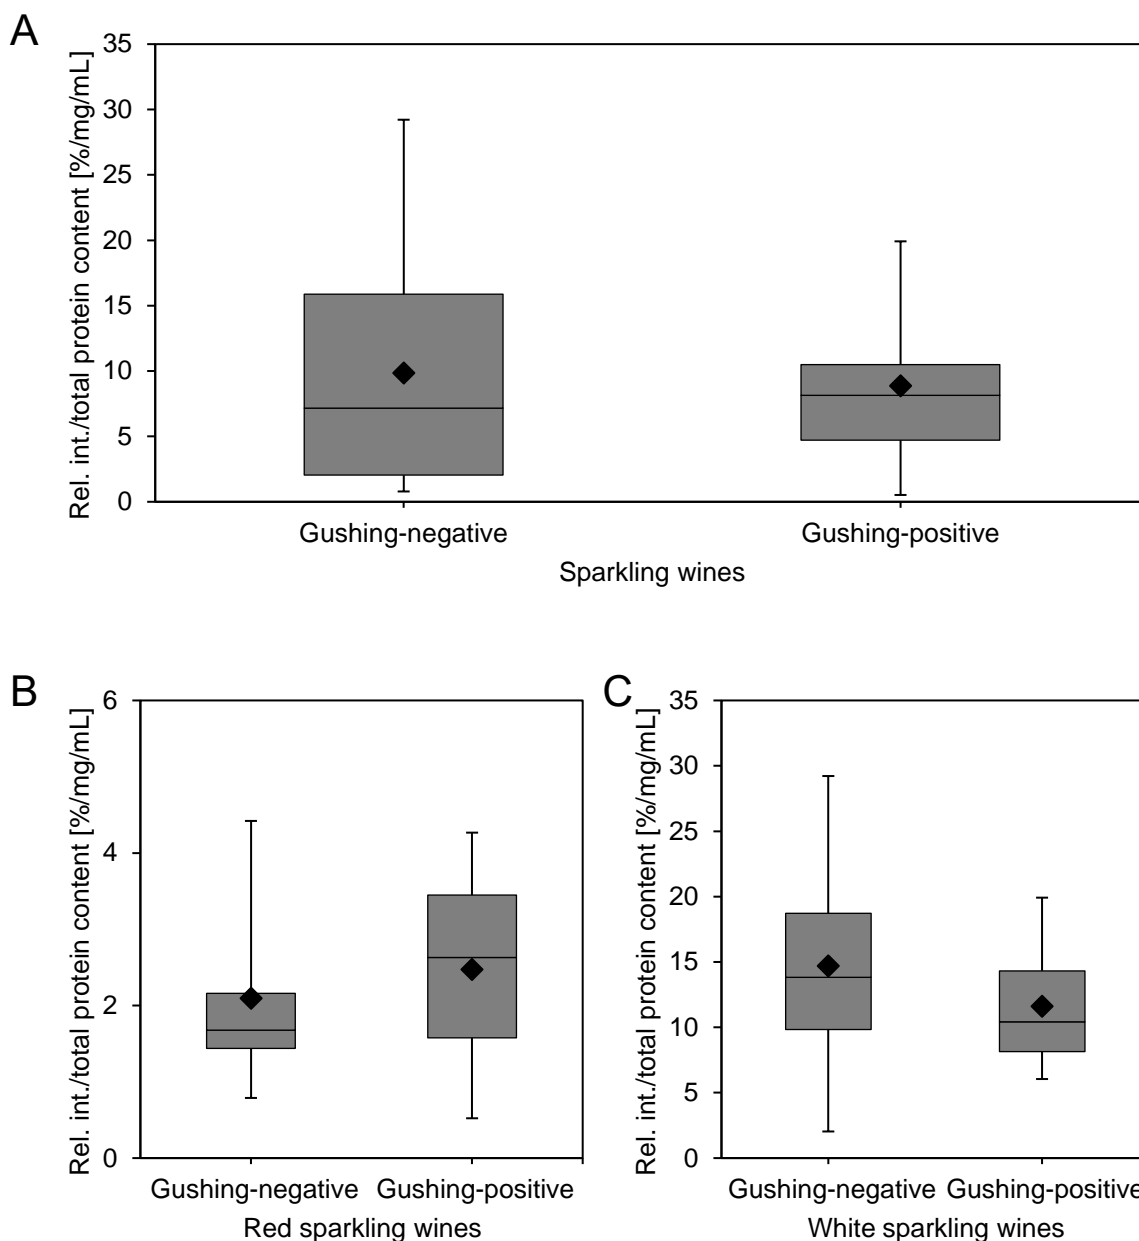 A
Rel. int./total protein content [%/mg/mL]
35
30
25
20
15
10
5
0
Gushing-negative Gushing-positive
Sparkling wines
B
Rel. int./total protein content [%/mg/mL]
6
4
2
0
Gushing-negative Gushing-positive
Red sparkling wines
C
Rel. int./total protein content [%/mg/mL]
35
30
25
20
15
10
5
0
Gushing-negative Gushing-positive
White sparkling wines